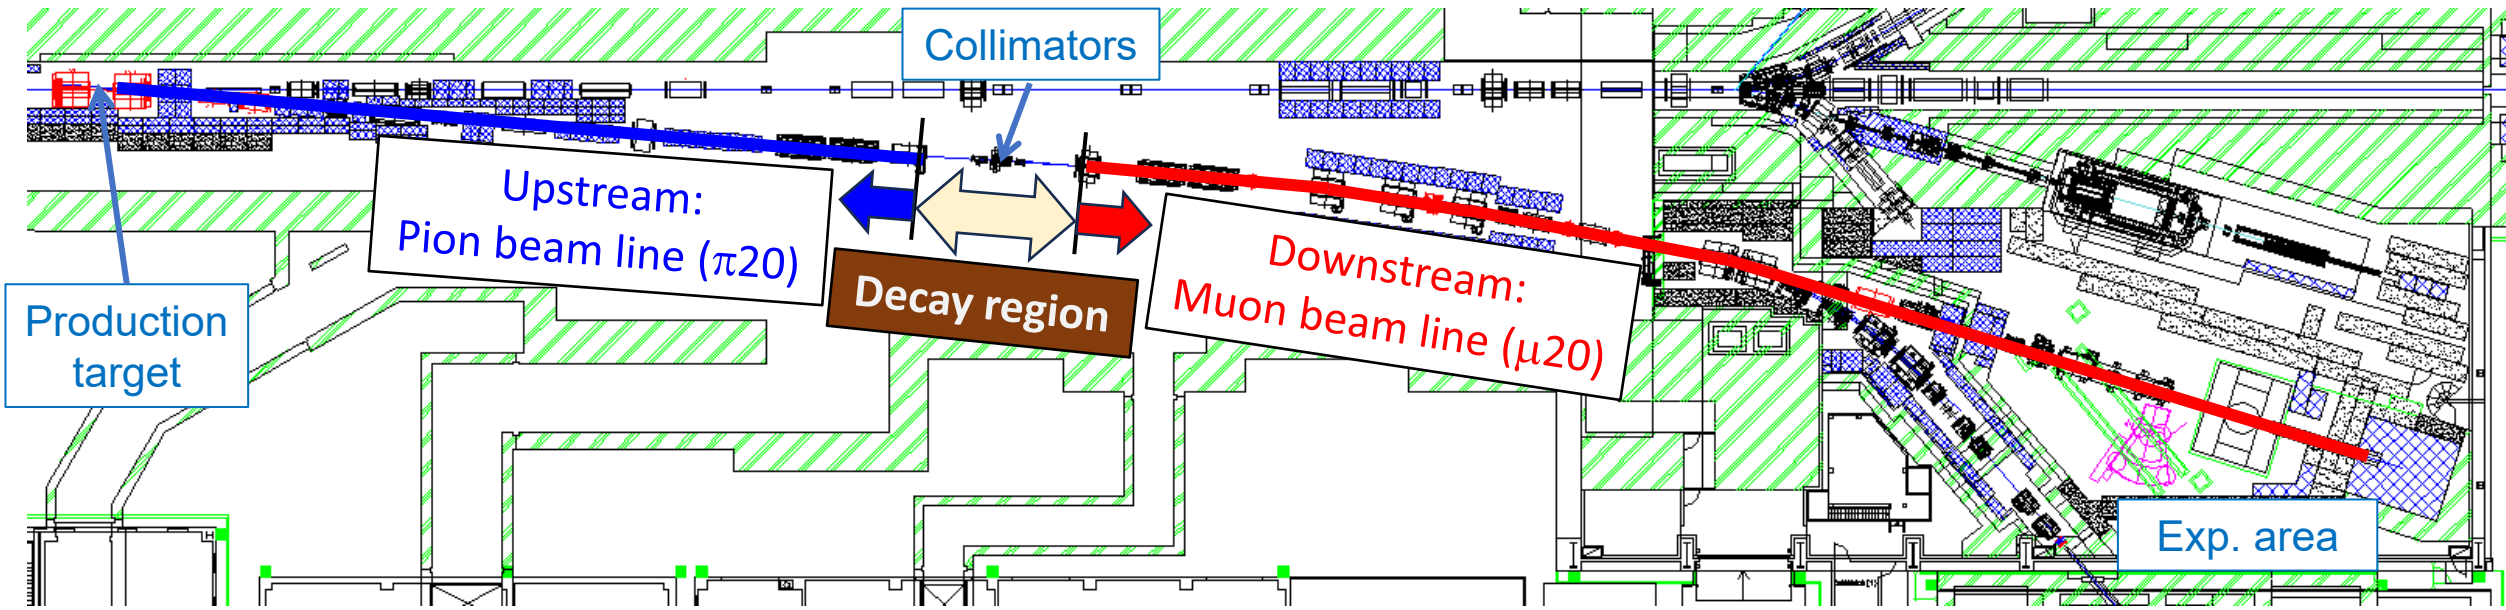 Collimators
Upstream:
Pion beam line (π20)
Decay region
Downstream:
Muon beam line (μ20)
Production
target
Exp. area